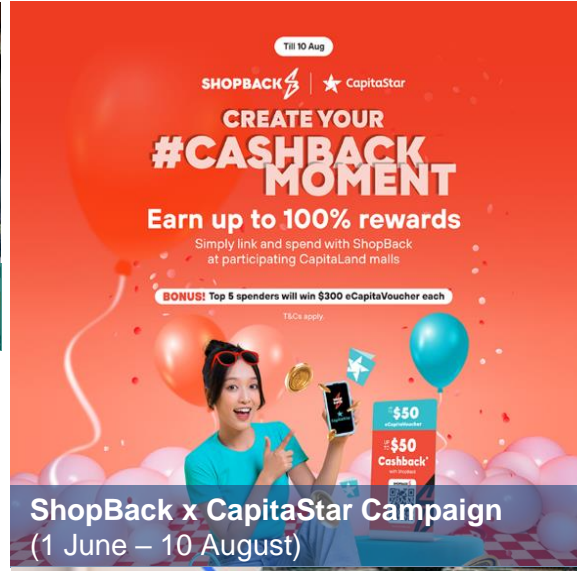 Till 10 Aug
SHOPBACK | CapitaStar
CREATE YOUR
#CASHBACK
MOMENT
Earn up to 100% rewards
Simply link and spend with ShopBack
at participating CapitaLand malls
BONUS! Top 5 spenders will win $300 eCapitaVoucher each
T&Cs apply.
$50
eCapitaVoucher
$50
Cashback*
CapitaStar
ShopBack x CapitaStar Campaign
(1 June – 10 August)